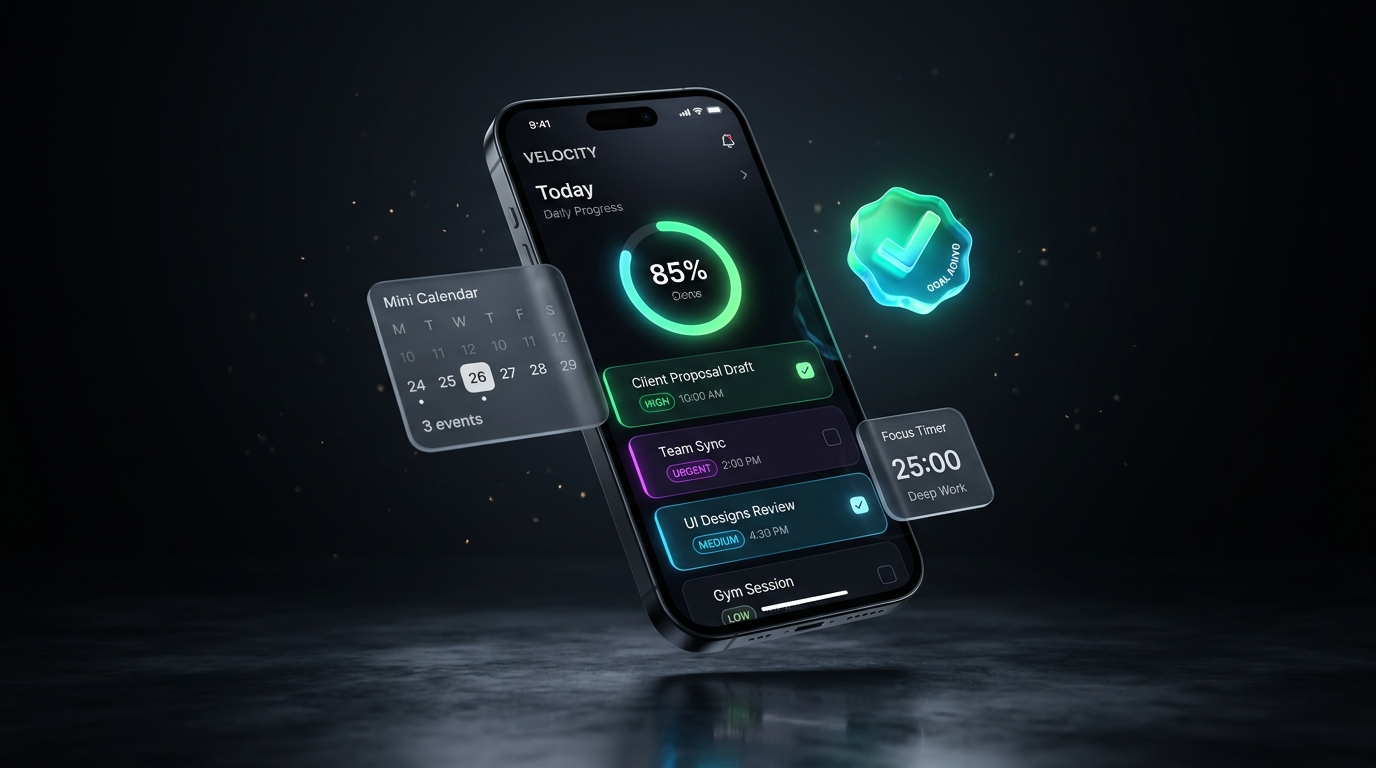 9:41
VELOCITY
Today
Daily Progress
85%
Mini Calendar
M T W T F S
10 11 12 10 11 12
24 25 26 27 28 29
3 events
Client Proposal Draft
HIGH 10:00 AM
Team Sync
URGENT 2:00 PM
UI Designs Review
MEDIUM 4:30 PM
Gym Session
LOW
Focus Timer
25:00
Deep Work